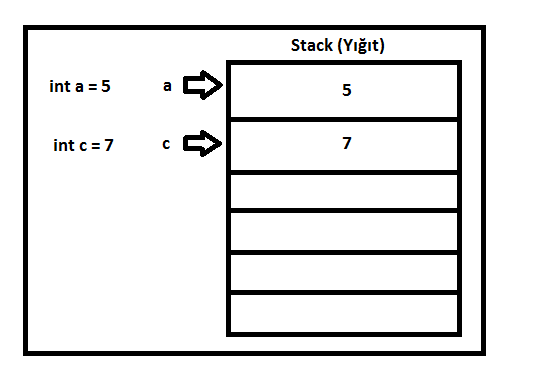 Stack (Yığıt)
int a = 5 a 5
int c = 7 c 7